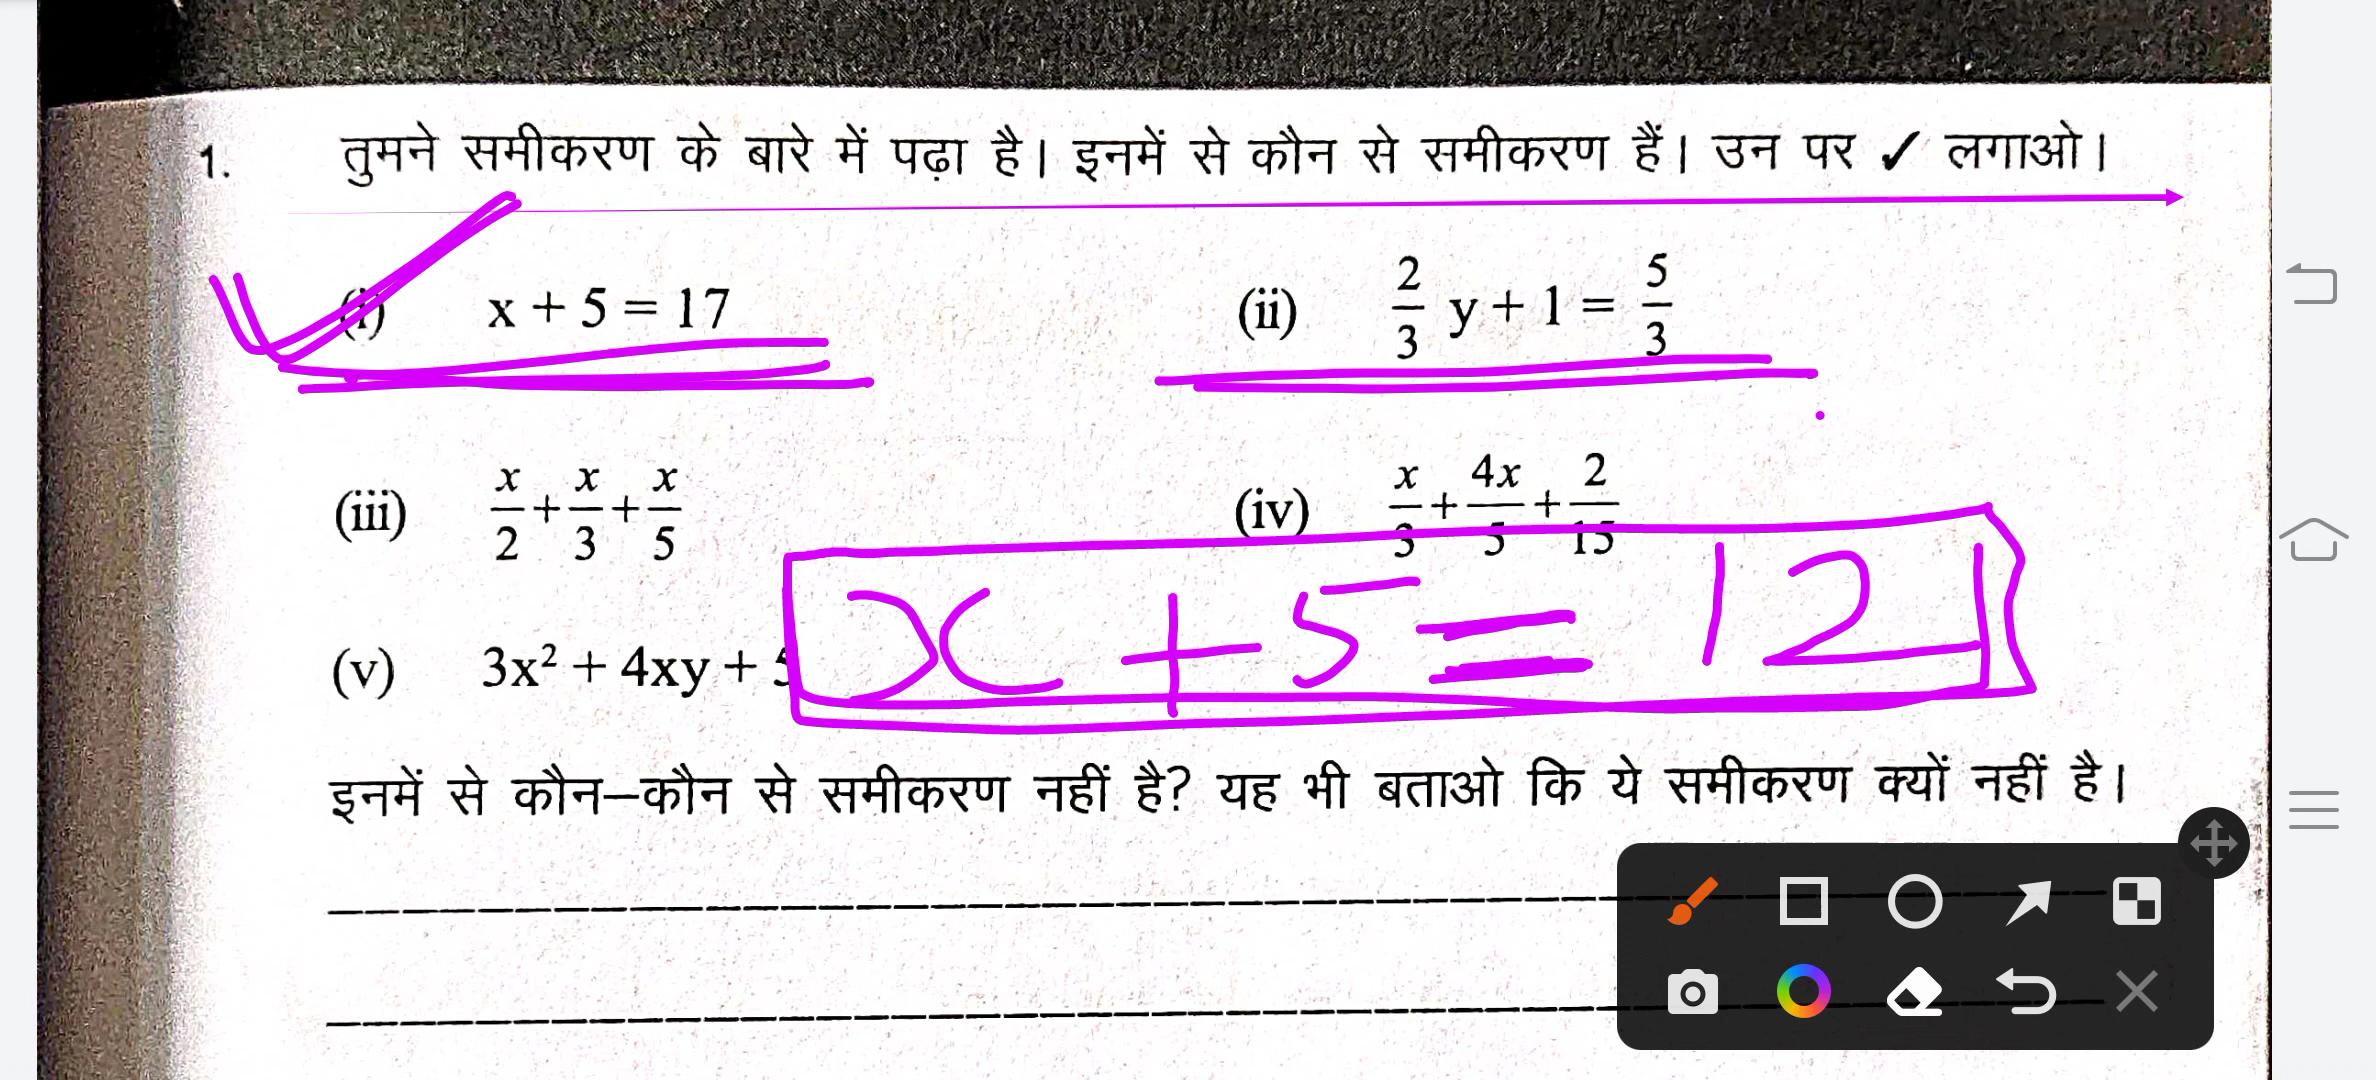 1. तुमने समीकरण के बारे में पढ़ा है। इनमें से कौन से समीकरण हैं। उन पर ✓ लगाओ।
(i) x + 5 = 17 (ii) 2/3 y + 1 = 5/3
(iii) x/2 + x/3 + x/5 (iv) x/3 + 4x/5 + 2/15
x + 5 = 12
(v) 3x² + 4xy + 5
इनमें से कौन–कौन से समीकरण नहीं है? यह भी बताओ कि ये समीकरण क्यों नहीं है।